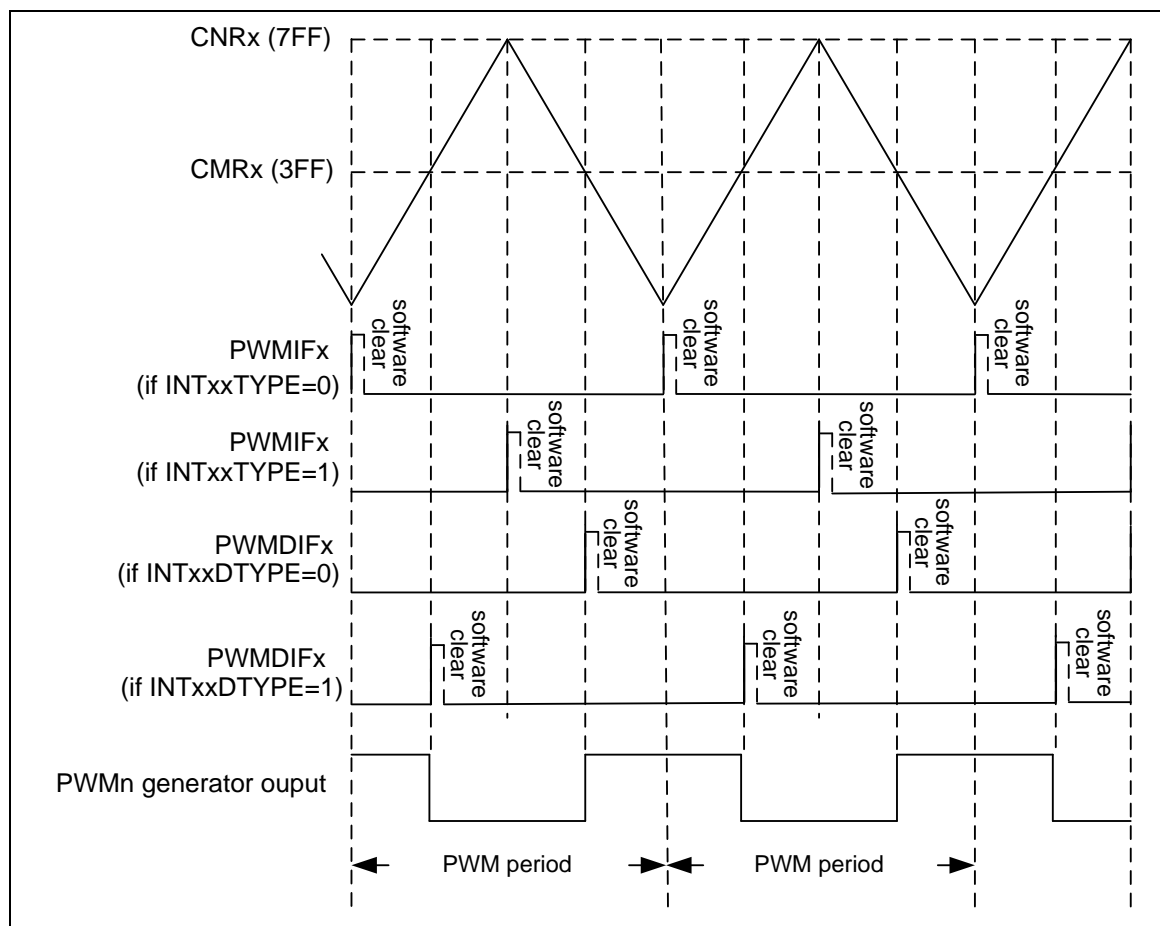 CNRx (7FF)
CMRx (3FF)
PWMIFx
(if INTxxTYPE=0)
software
clear
software
clear
software
clear
PWMIFx
(if INTxxTYPE=1)
software
clear
software
clear
PWMDIFx
(if INTxxDTYPE=0)
software
clear
software
clear
PWMDIFx
(if INTxxDTYPE=1)
software
clear
software
clear
software
clear
PWMn generator ouput
PWM period
PWM period